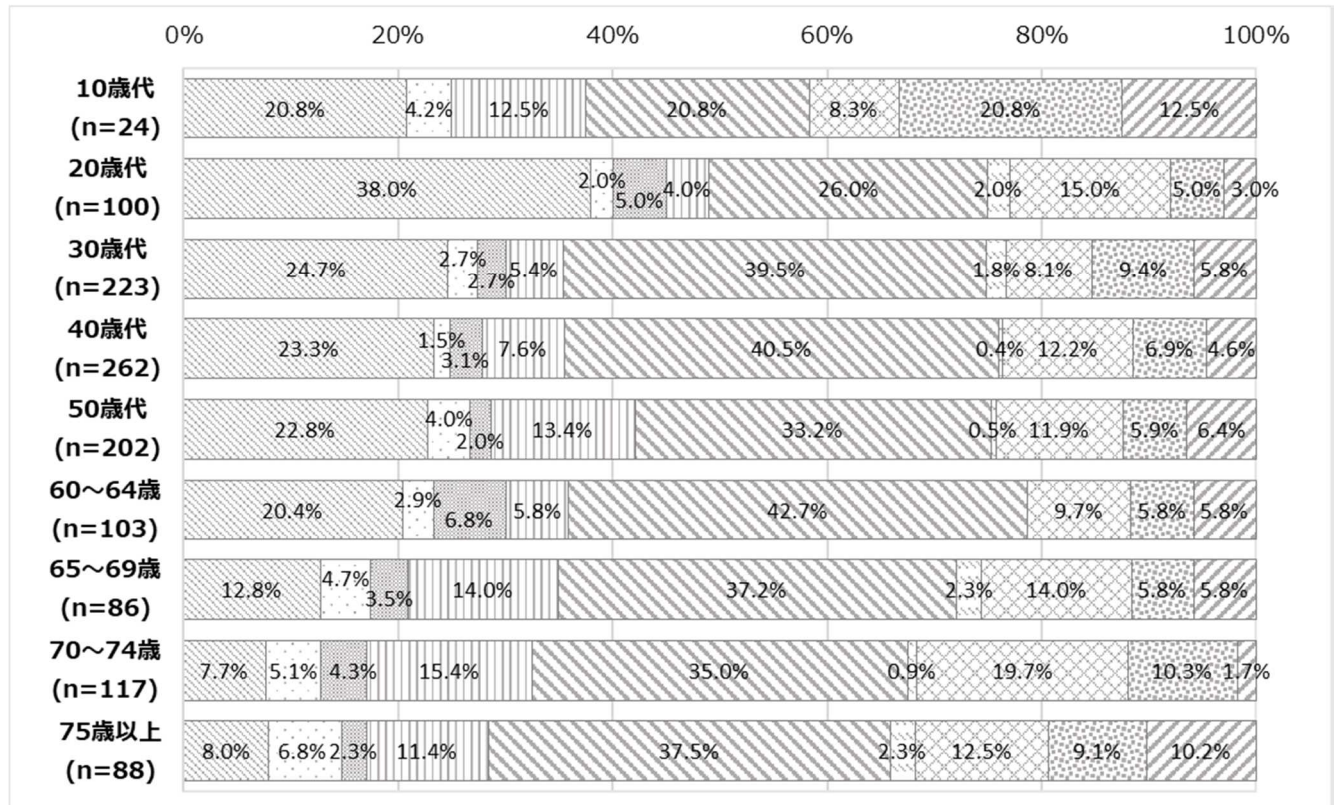 0% 20% 40% 60% 80% 100%
10歳代
(n=24)
20.8% 4.2% 12.5% 20.8% 8.3% 20.8% 12.5%
20歳代
(n=100)
38.0% 2.0% 5.0% 4.0% 26.0% 2.0% 15.0% 5.0% 3.0%
30歳代
(n=223)
24.7% 2.7% 2.7% 5.4% 39.5% 1.8% 8.1% 9.4% 5.8%
40歳代
(n=262)
23.3% 1.5% 3.1% 7.6% 40.5% 0.4% 12.2% 6.9% 4.6%
50歳代
(n=202)
22.8% 4.0% 2.0% 13.4% 33.2% 0.5% 11.9% 5.9% 6.4%
60～64歳
(n=103)
20.4% 2.9% 6.8% 5.8% 42.7% 9.7% 5.8% 5.8%
65～69歳
(n=86)
12.8% 4.7% 3.5% 14.0% 37.2% 2.3% 14.0% 5.8% 5.8%
70～74歳
(n=117)
7.7% 5.1% 4.3% 15.4% 35.0% 0.9% 19.7% 10.3% 1.7%
75歳以上
(n=88)
8.0% 6.8% 2.3% 11.4% 37.5% 2.3% 12.5% 9.1% 10.2%